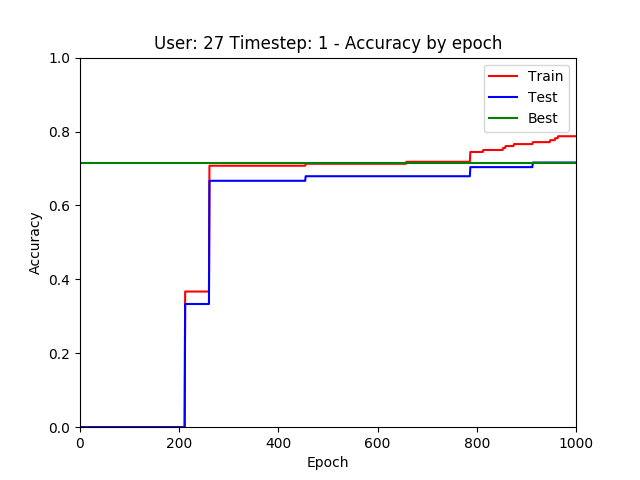 User: 27 Timestep: 1 - Accuracy by epoch
1.0
Train
Test
Best
0.8
0.6
Accuracy
0.4
0.2
0.0
0 200 400 600 800 1000
Epoch